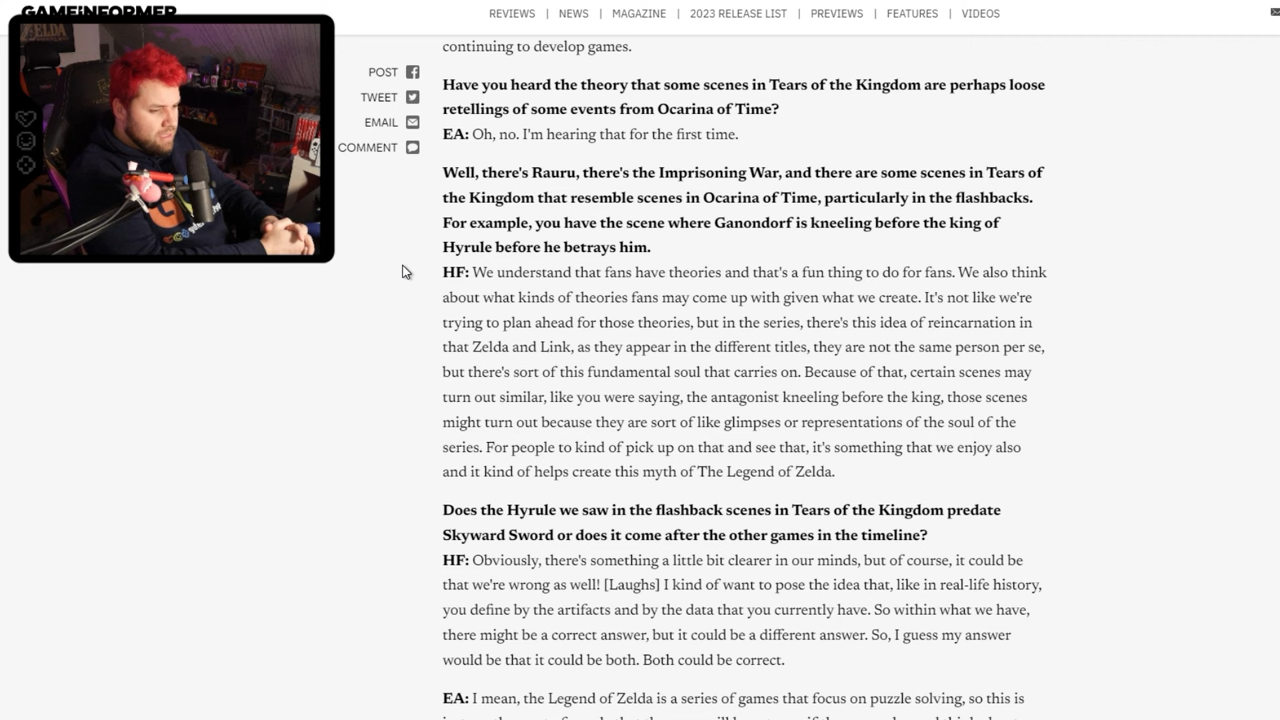 GAMEINFORMER
REVIEWS | NEWS | MAGAZINE | 2023 RELEASE LIST | PREVIEWS | FEATURES | VIDEOS
ZELDA
POST
TWEET
EMAIL
COMMENT
continuing to develop games.
Have you heard the theory that some scenes in Tears of the Kingdom are perhaps loose
retellings of some events from Ocarina of Time?
EA: Oh, no. I'm hearing that for the first time.
Well, there's Rauru, there's the Imprisoning War, and there are some scenes in Tears of
the Kingdom that resemble scenes in Ocarina of Time, particularly in the flashbacks.
For example, you have the scene where Ganondorf is kneeling before the king of
Hyrule before he betrays him.
HF: We understand that fans have theories and that's a fun thing to do for fans. We also think
about what kinds of theories fans may come up with given what we create. It's not like we're
trying to plan ahead for those theories, but in the series, there's this idea of reincarnation in
that Zelda and Link, as they appear in the different titles, they are not the same person per se,
but there's sort of this fundamental soul that carries on. Because of that, certain scenes may
turn out similar, like you were saying, the antagonist kneeling before the king, those scenes
might turn out because they are sort of like glimpses or representations of the soul of the
series. For people to kind of pick up on that and see that, it's something that we enjoy also
and it kind of helps create this myth of The Legend of Zelda.
Does the Hyrule we saw in the flashback scenes in Tears of the Kingdom predate
Skyward Sword or does it come after the other games in the timeline?
HF: Obviously, there's something a little bit clearer in our minds, but of course, it could be
that we're wrong as well! [Laughs] I kind of want to pose the idea that, like in real-life history,
you define by the artifacts and by the data that you currently have. So within what we have,
there might be a correct answer, but it could be a different answer. So, I guess my answer
would be that it could be both. Both could be correct.
EA: I mean, the Legend of Zelda is a series of games that focus on puzzle solving, so this is